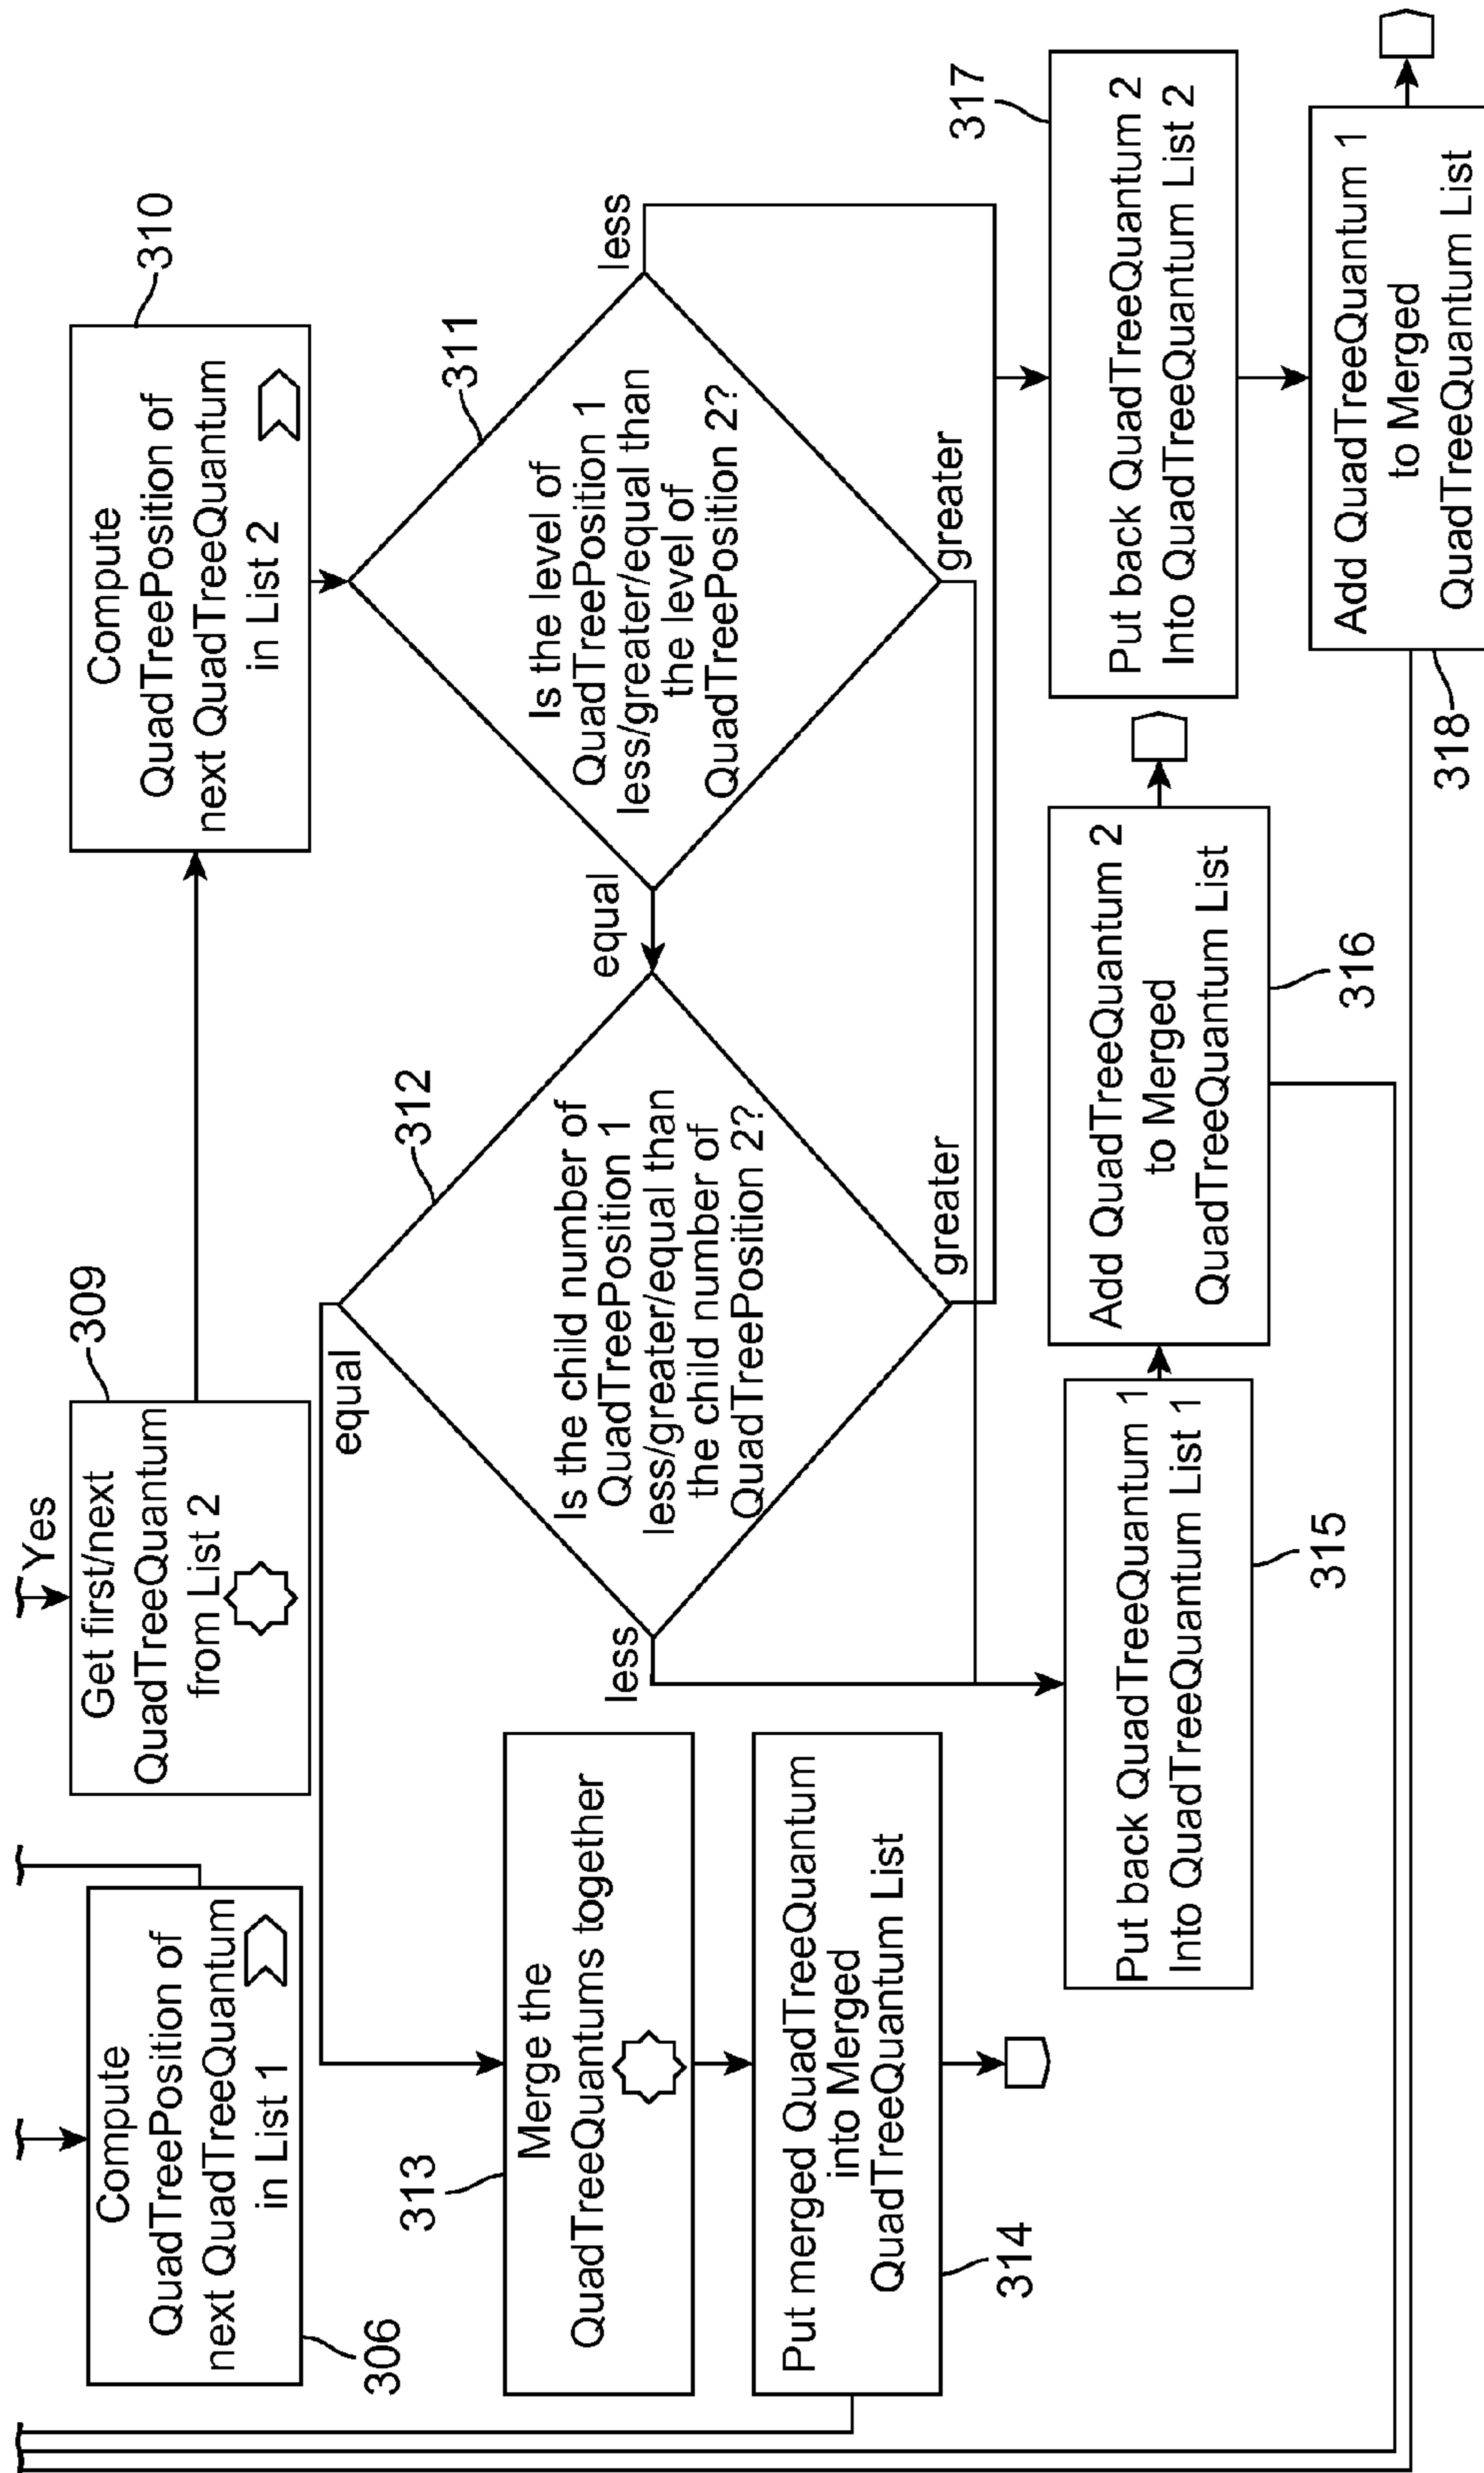 Yes
309
Get first/next
QuadTreeQuantum
from List 2
310
Compute
QuadTreePosition of
next QuadTreeQuantum
in List 2
306
Compute
QuadTreePosition of
next QuadTreeQuantum
in List 1
311
Is the level of
QuadTreePosition 1
less/greater/equal than
the level of
QuadTreePosition 2?
less
greater
equal
312
Is the child number of
QuadTreePosition 1
less/greater/equal than
the child number of
QuadTreePosition 2?
equal
less
greater
313
Merge the
QuadTreeQuantums together
314
Put merged QuadTreeQuantum
into Merged
QuadTreeQuantum List
315
Put back QuadTreeQuantum 1
Into QuadTreeQuantum List 1
316
Add QuadTreeQuantum 2
to Merged
QuadTreeQuantum List
317
Put back QuadTreeQuantum 2
Into QuadTreeQuantum List 2
318
Add QuadTreeQuantum 1
to Merged
QuadTreeQuantum List